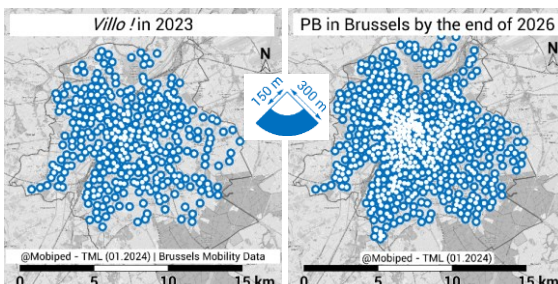 Villo ! in 2023
N
@Mobiped - TML (01.2024) | Brussels Mobility Data
0 5 10 15 km
150 m
300 m
PB in Brussels by the end of 2026
N
@Mobiped - TML (01.2024)
0 5 10 15 km